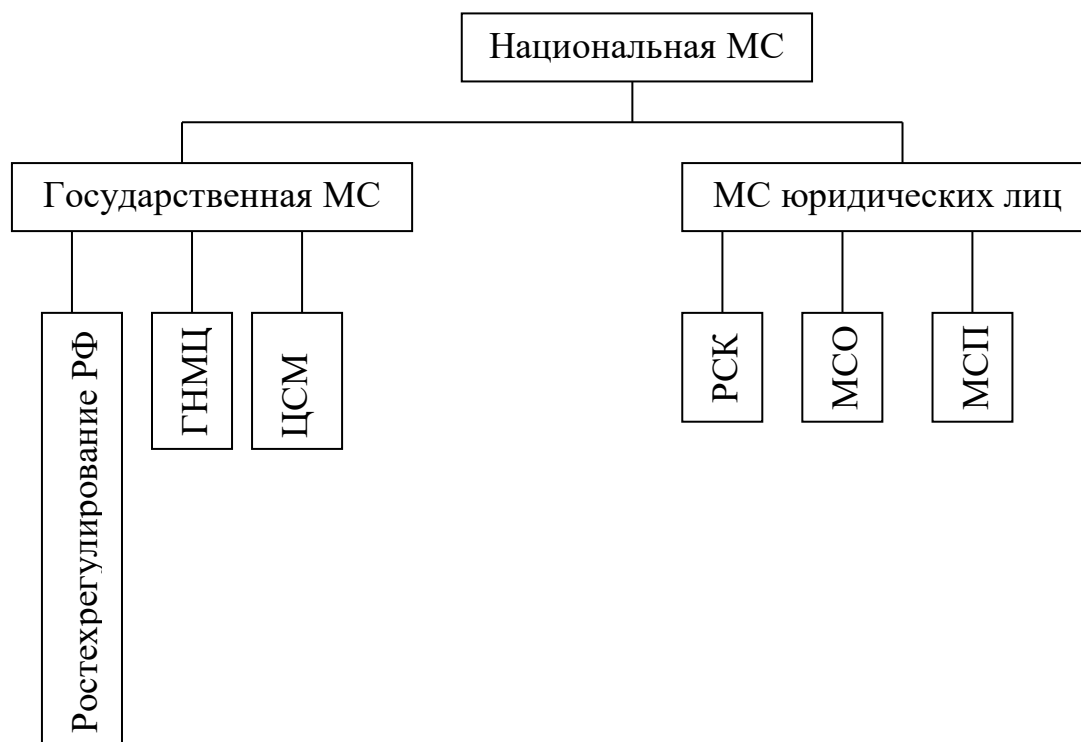 Национальная МС
Государственная МС
МС юридических лиц
Ростехрегулирование РФ
ГНМЦ
ЦСМ
РСК
МСО
МСП